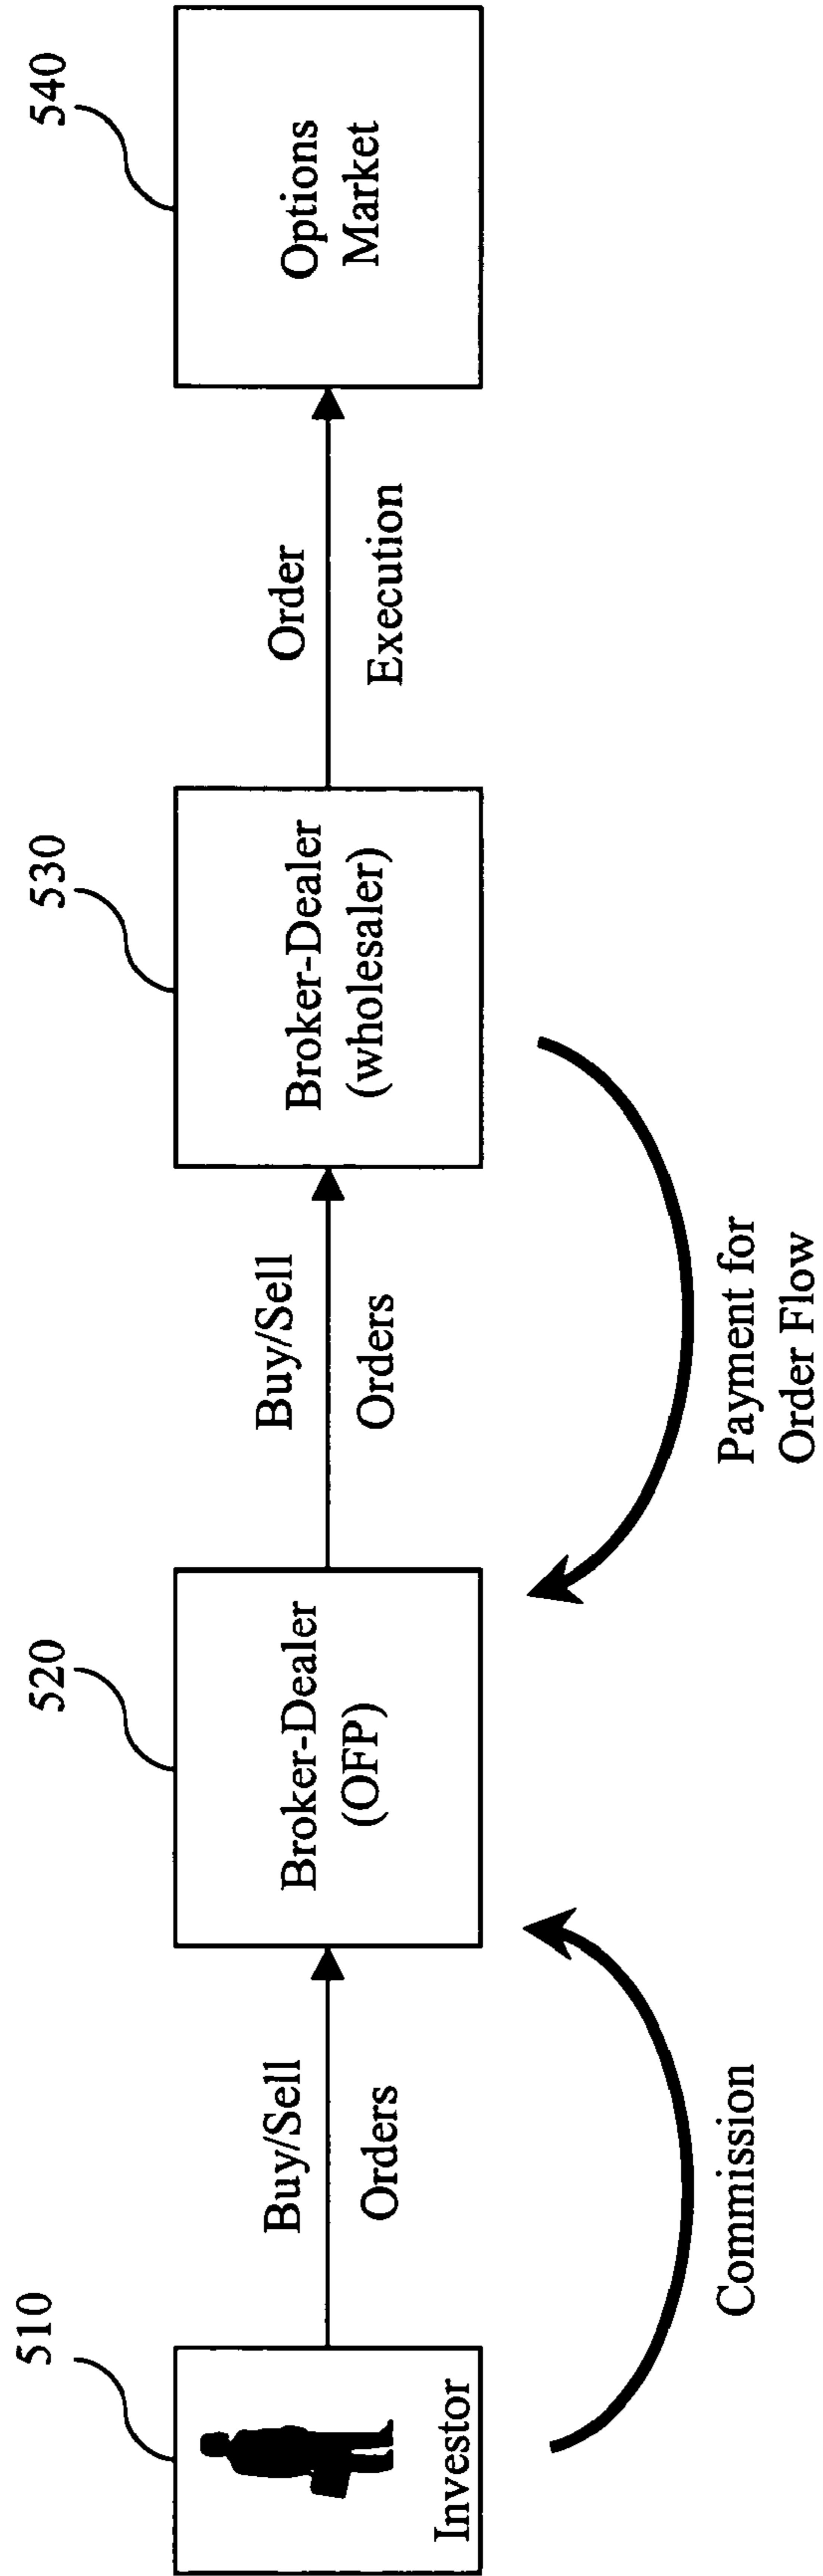 510
520
530
540
Investor
Buy/Sell
Orders
Broker-Dealer
(OFP)
Buy/Sell
Orders
Broker-Dealer
(wholesaler)
Order
Execution
Options
Market
Commission
Payment for
Order Flow